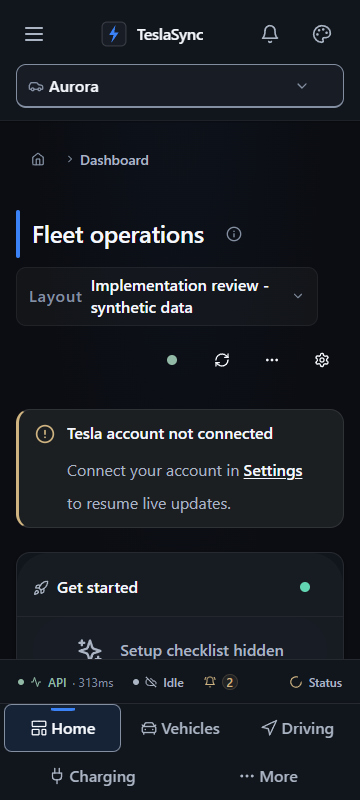 TeslaSync
Aurora
Dashboard
Fleet operations
Layout
Implementation review -
synthetic data
Tesla account not connected
Connect your account in Settings
to resume live updates.
Get started
Setup checklist hidden
API · 313ms Idle 2 Status
Home Vehicles Driving
Charging More